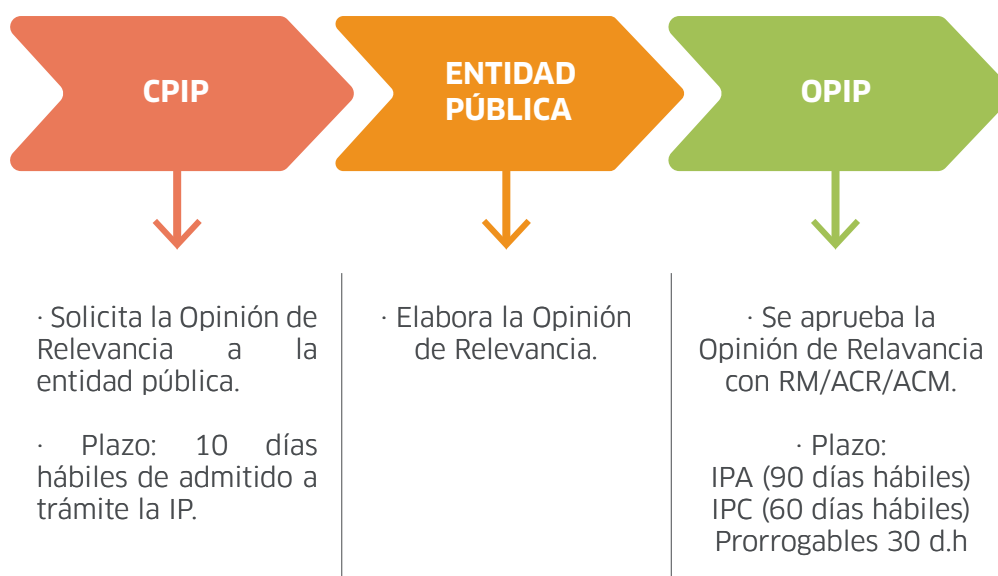 CPIP
ENTIDAD
PÚBLICA
OPIP
· Solicita la Opinión de
Relevancia a la
entidad pública.
· Plazo: 10 días
hábiles de admitido a
trámite la IP.
· Elabora la Opinión
de Relevancia.
· Se aprueba la
Opinión de Relavancia
con RM/ACR/ACM.
· Plazo:
IPA (90 días hábiles)
IPC (60 días hábiles)
Prorrogables 30 d.h